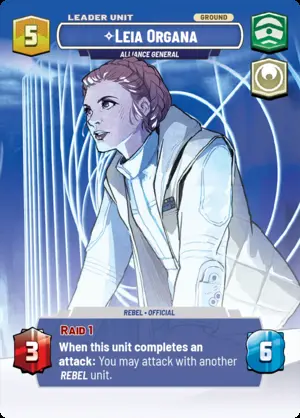 LEADER UNIT
GROUND
5
✧LEIA ORGANA
ALLIANCE GENERAL
REBEL • OFFICIAL
RAID 1
When this unit completes an
attack: You may attack with another
REBEL unit.
3
6